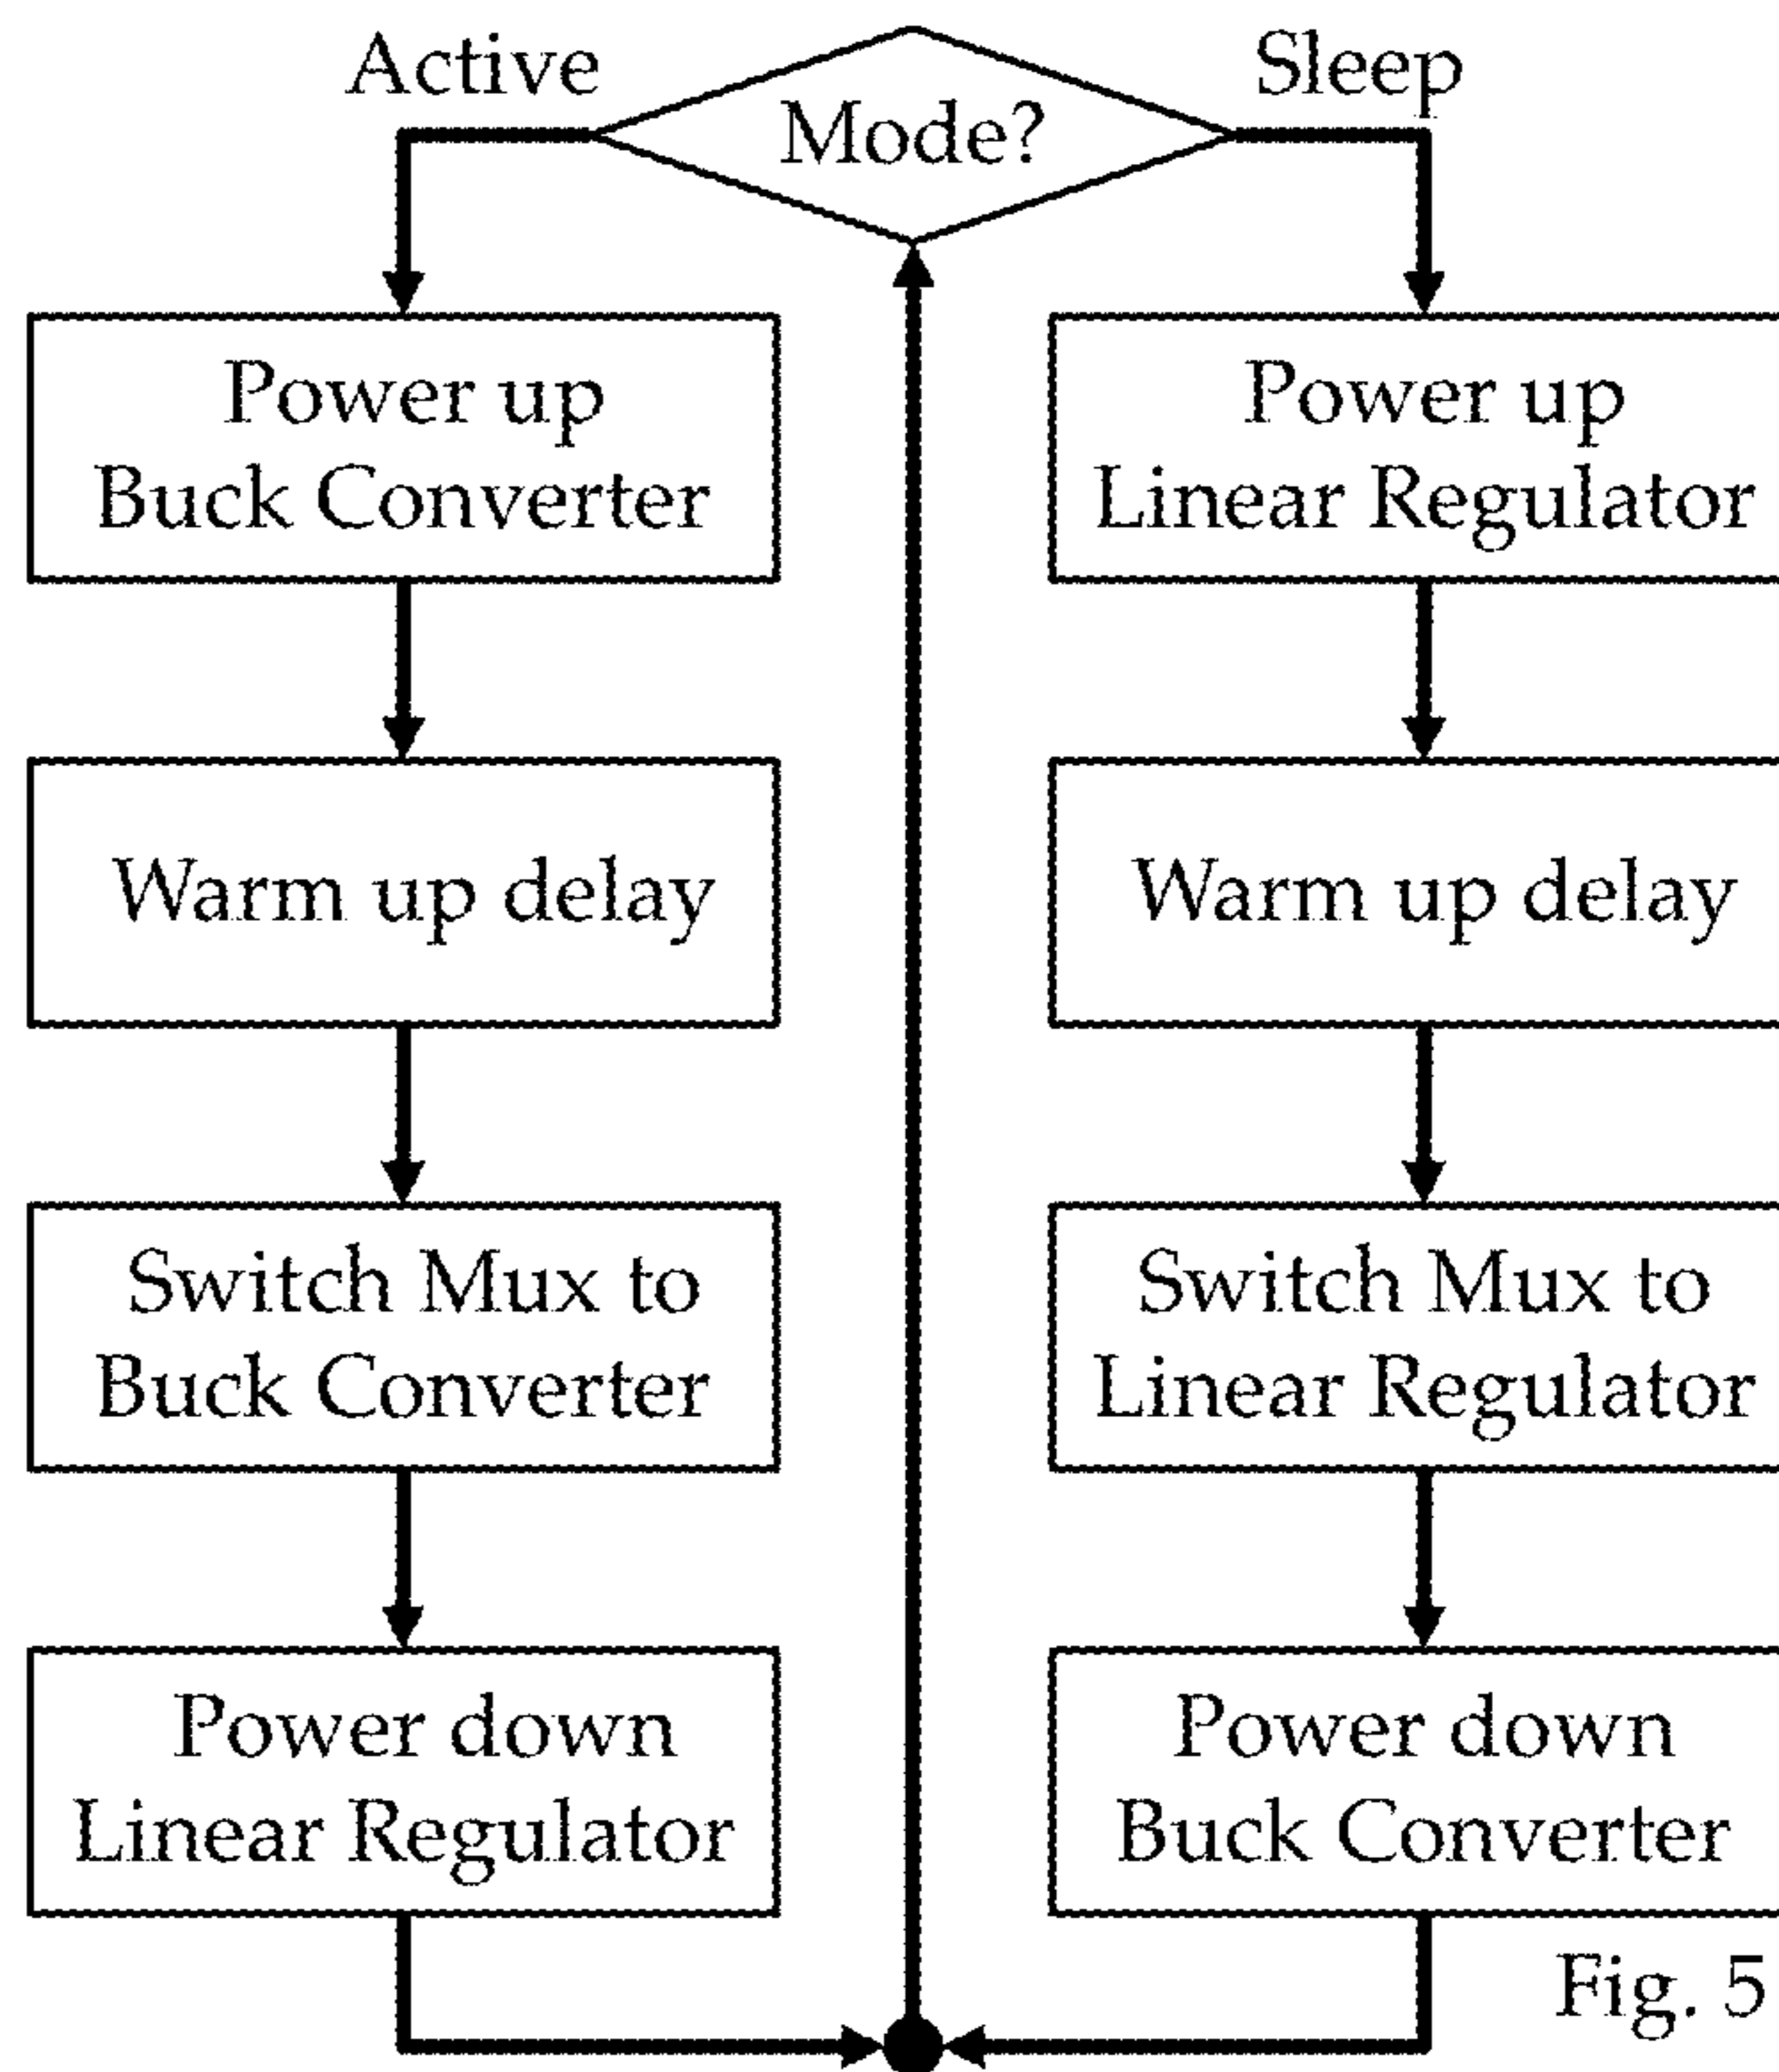 Active
Mode?
Sleep
Power up
Buck Converter
Warm up delay
Switch Mux to
Buck Converter
Power down
Linear Regulator
Power up
Linear Regulator
Warm up delay
Switch Mux to
Linear Regulator
Power down
Buck Converter
Fig. 5